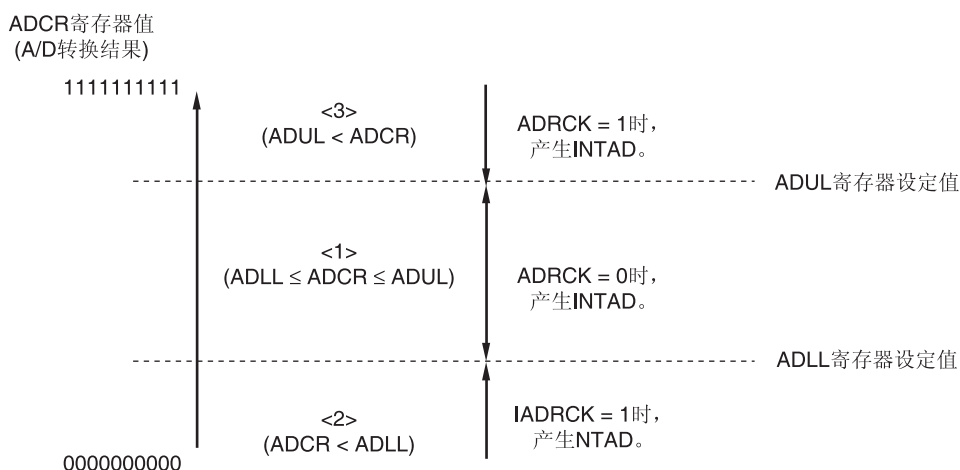 ADCR寄存器值
(A/D转换结果)
1111111111
<3>
(ADUL < ADCR)
ADRCK = 1时，
产生INTAD。
ADUL寄存器设定值
<1>
(ADLL ≤ ADCR ≤ ADUL)
ADRCK = 0时，
产生INTAD。
ADLL寄存器设定值
<2>
(ADCR < ADLL)
IADRCK = 1时，
产生NTAD。
0000000000